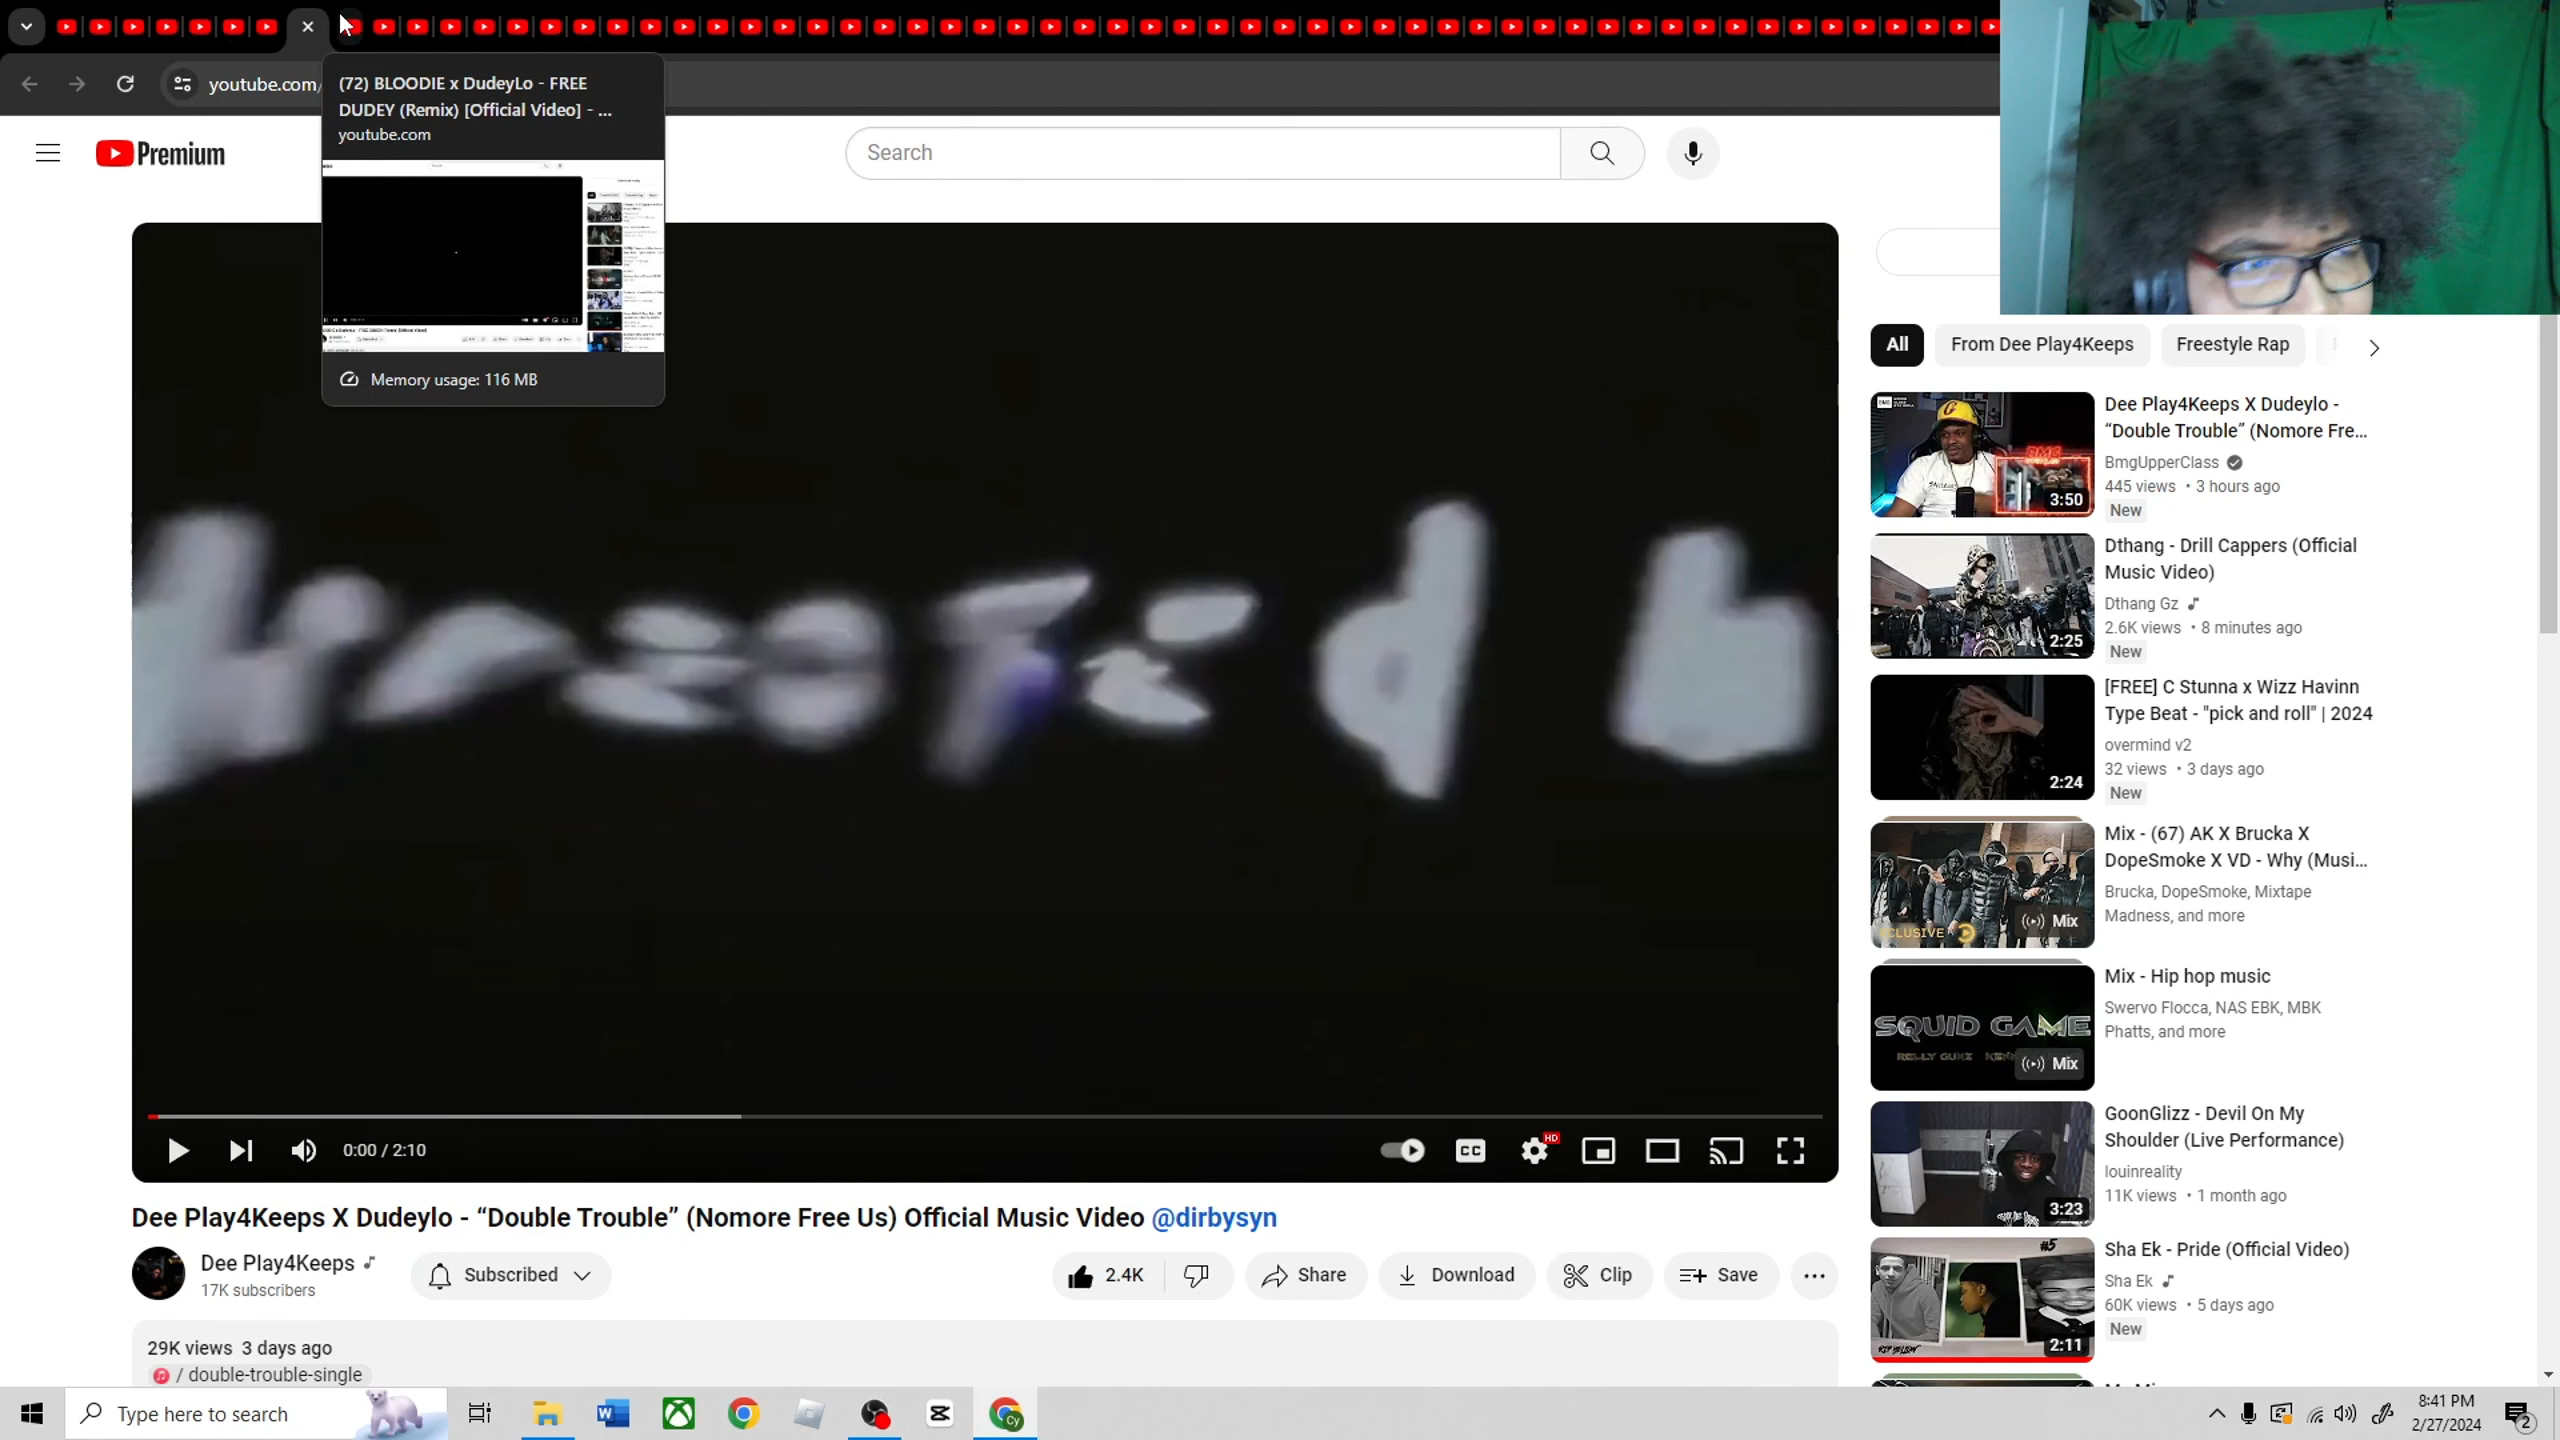 youtube.com/
(72) BLOODIE x DudeyLo - FREE
DUDEY (Remix) [Official Video] - ...
youtube.com
Memory usage: 116 MB
Premium
Search
All
From Dee Play4Keeps
Freestyle Rap
3:50
Dee Play4Keeps X Dudeylo -
“Double Trouble” (Nomore Fre...
BmgUpperClass
445 views • 3 hours ago
New
2:25
Dthang - Drill Cappers (Official
Music Video)
Dthang Gz
2.6K views • 8 minutes ago
New
2:24
[FREE] C Stunna x Wizz Havinn
Type Beat - "pick and roll" | 2024
overmind v2
32 views • 3 days ago
New
Mix
Mix - (67) AK X Brucka X
DopeSmoke X VD - Why (Musi...
Brucka, DopeSmoke, Mixtape
Madness, and more
SQUID GAME
Mix
Mix - Hip hop music
Swervo Flocca, NAS EBK, MBK
Phatts, and more
3:23
GoonGlizz - Devil On My
Shoulder (Live Performance)
louinreality
11K views • 1 month ago
#5
2:11
Sha Ek - Pride (Official Video)
Sha Ek
60K views • 5 days ago
New
0:00 / 2:10
CC
HD
Dee Play4Keeps X Dudeylo - “Double Trouble” (Nomore Free Us) Official Music Video @dirbysyn
Dee Play4Keeps
17K subscribers
Subscribed
2.4K
Share
Download
Clip
Save
29K views 3 days ago
/ double-trouble-single
Type here to search
Cy
8:41 PM
2/27/2024
2